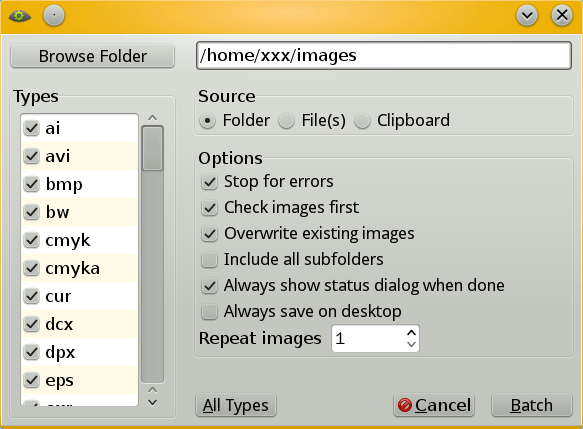 Browse Folder
/home/xxx/images
Types
ai
avi
bmp
bw
cmyk
cmyka
cur
dcx
dpx
eps
Source
Folder File(s) Clipboard
Options
Stop for errors
Check images first
Overwrite existing images
Include all subfolders
Always show status dialog when done
Always save on desktop
Repeat images 1
All Types
Cancel
Batch